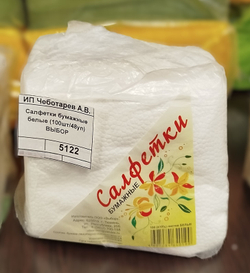 ИП Чеботарев А.В.
Салфетки бумажные
белые (100шт/48уп)
ВЫБОР
5122
Салфетки
БУМАЖНЫЕ